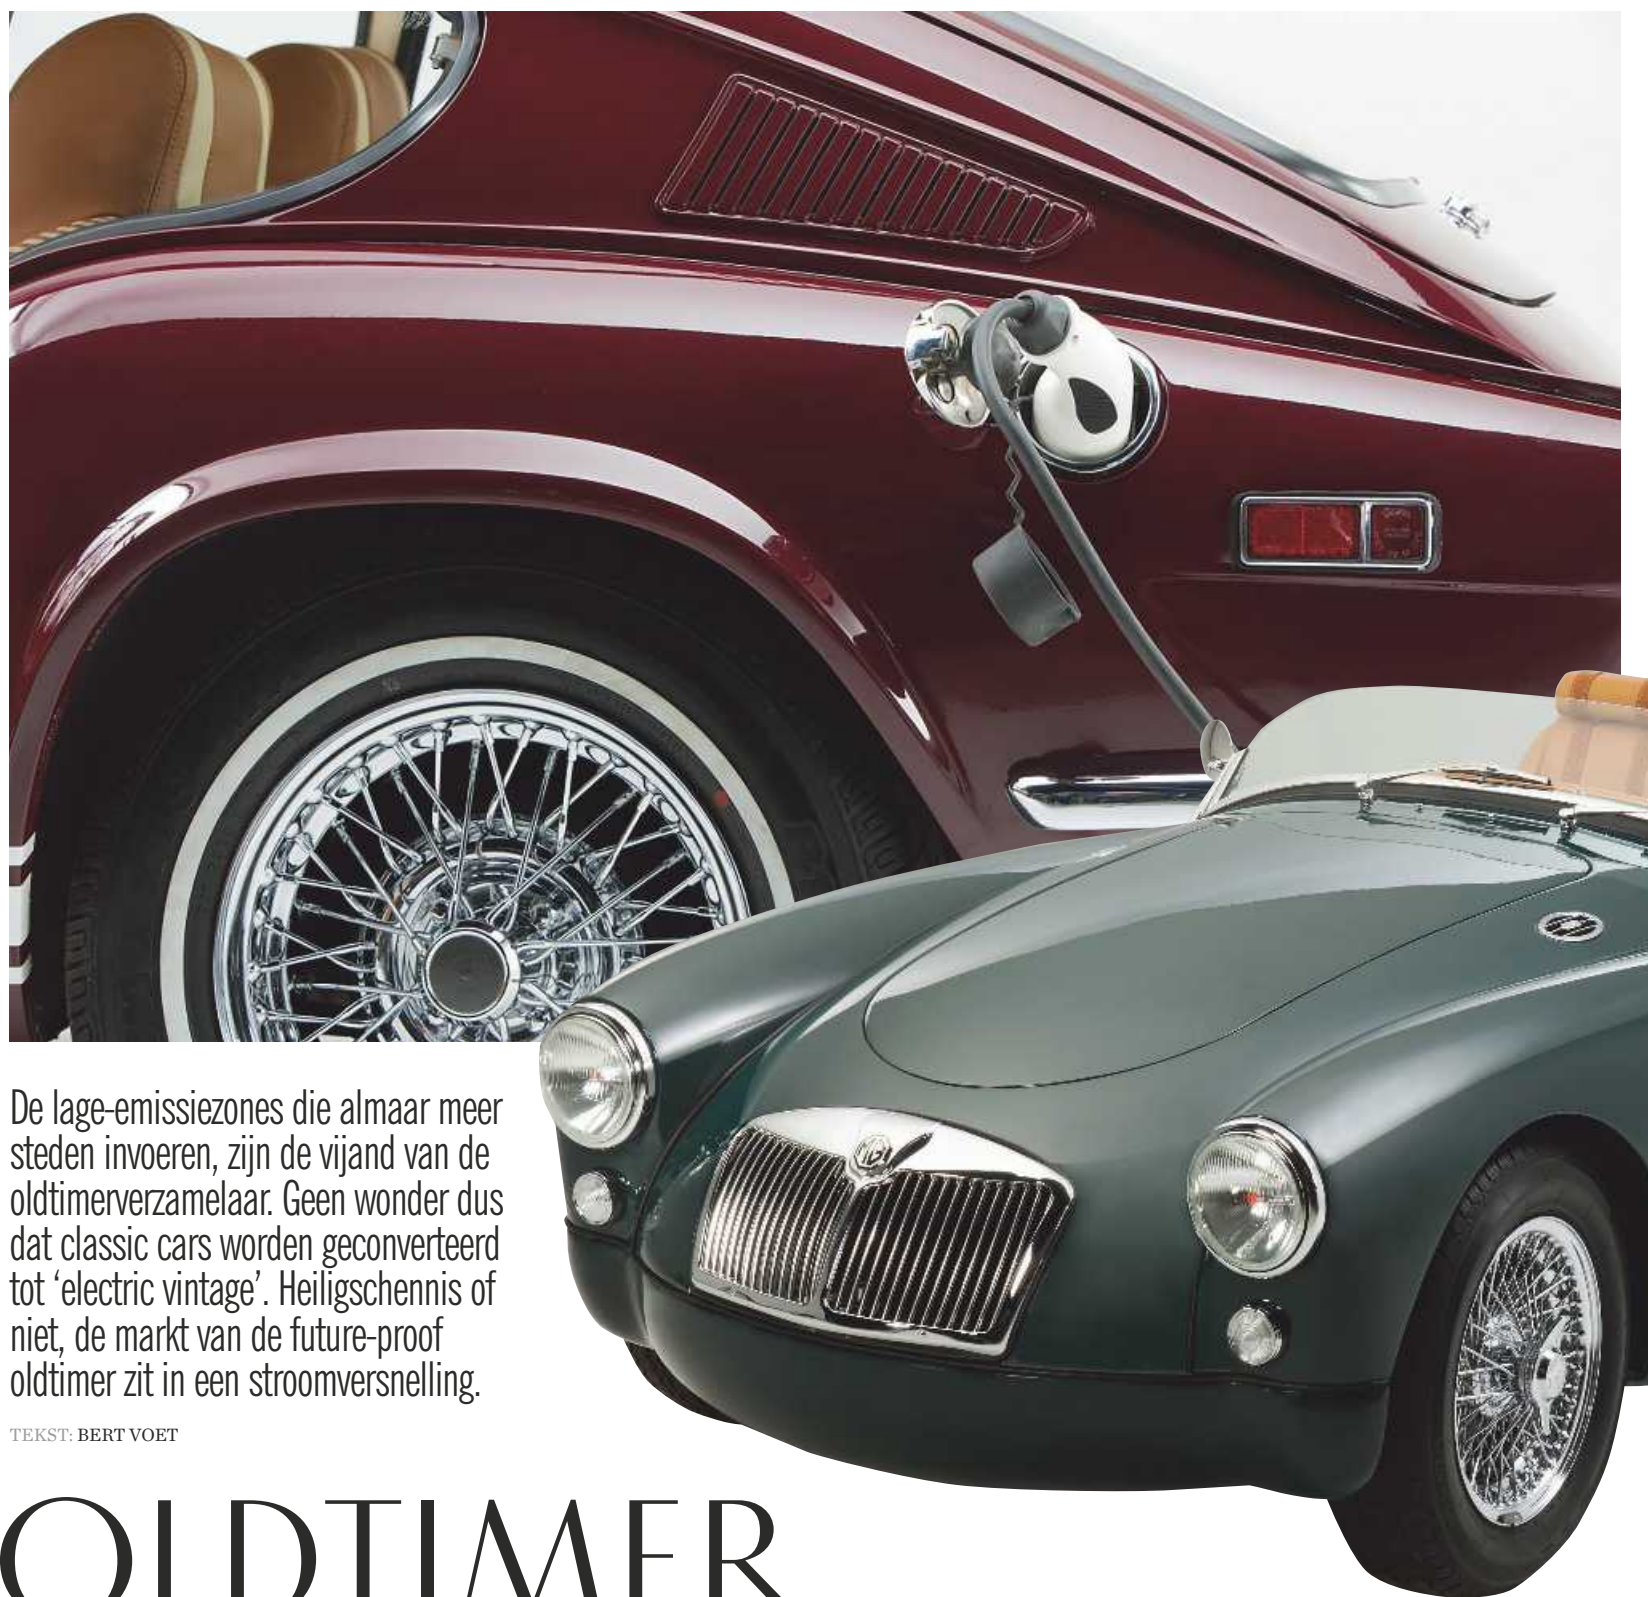 De lage-emissiezones die almaar meer
steden invoeren, zijn de vijand van de
oldtimerverzamelaar. Geen wonder dus
dat classic cars worden geconverteerd
tot ‘electric vintage’. Heiligschennis of
niet, de markt van de future-proof
oldtimer zit in een stroomversnelling.
TEKST: BERT VOET
OLDTIMER